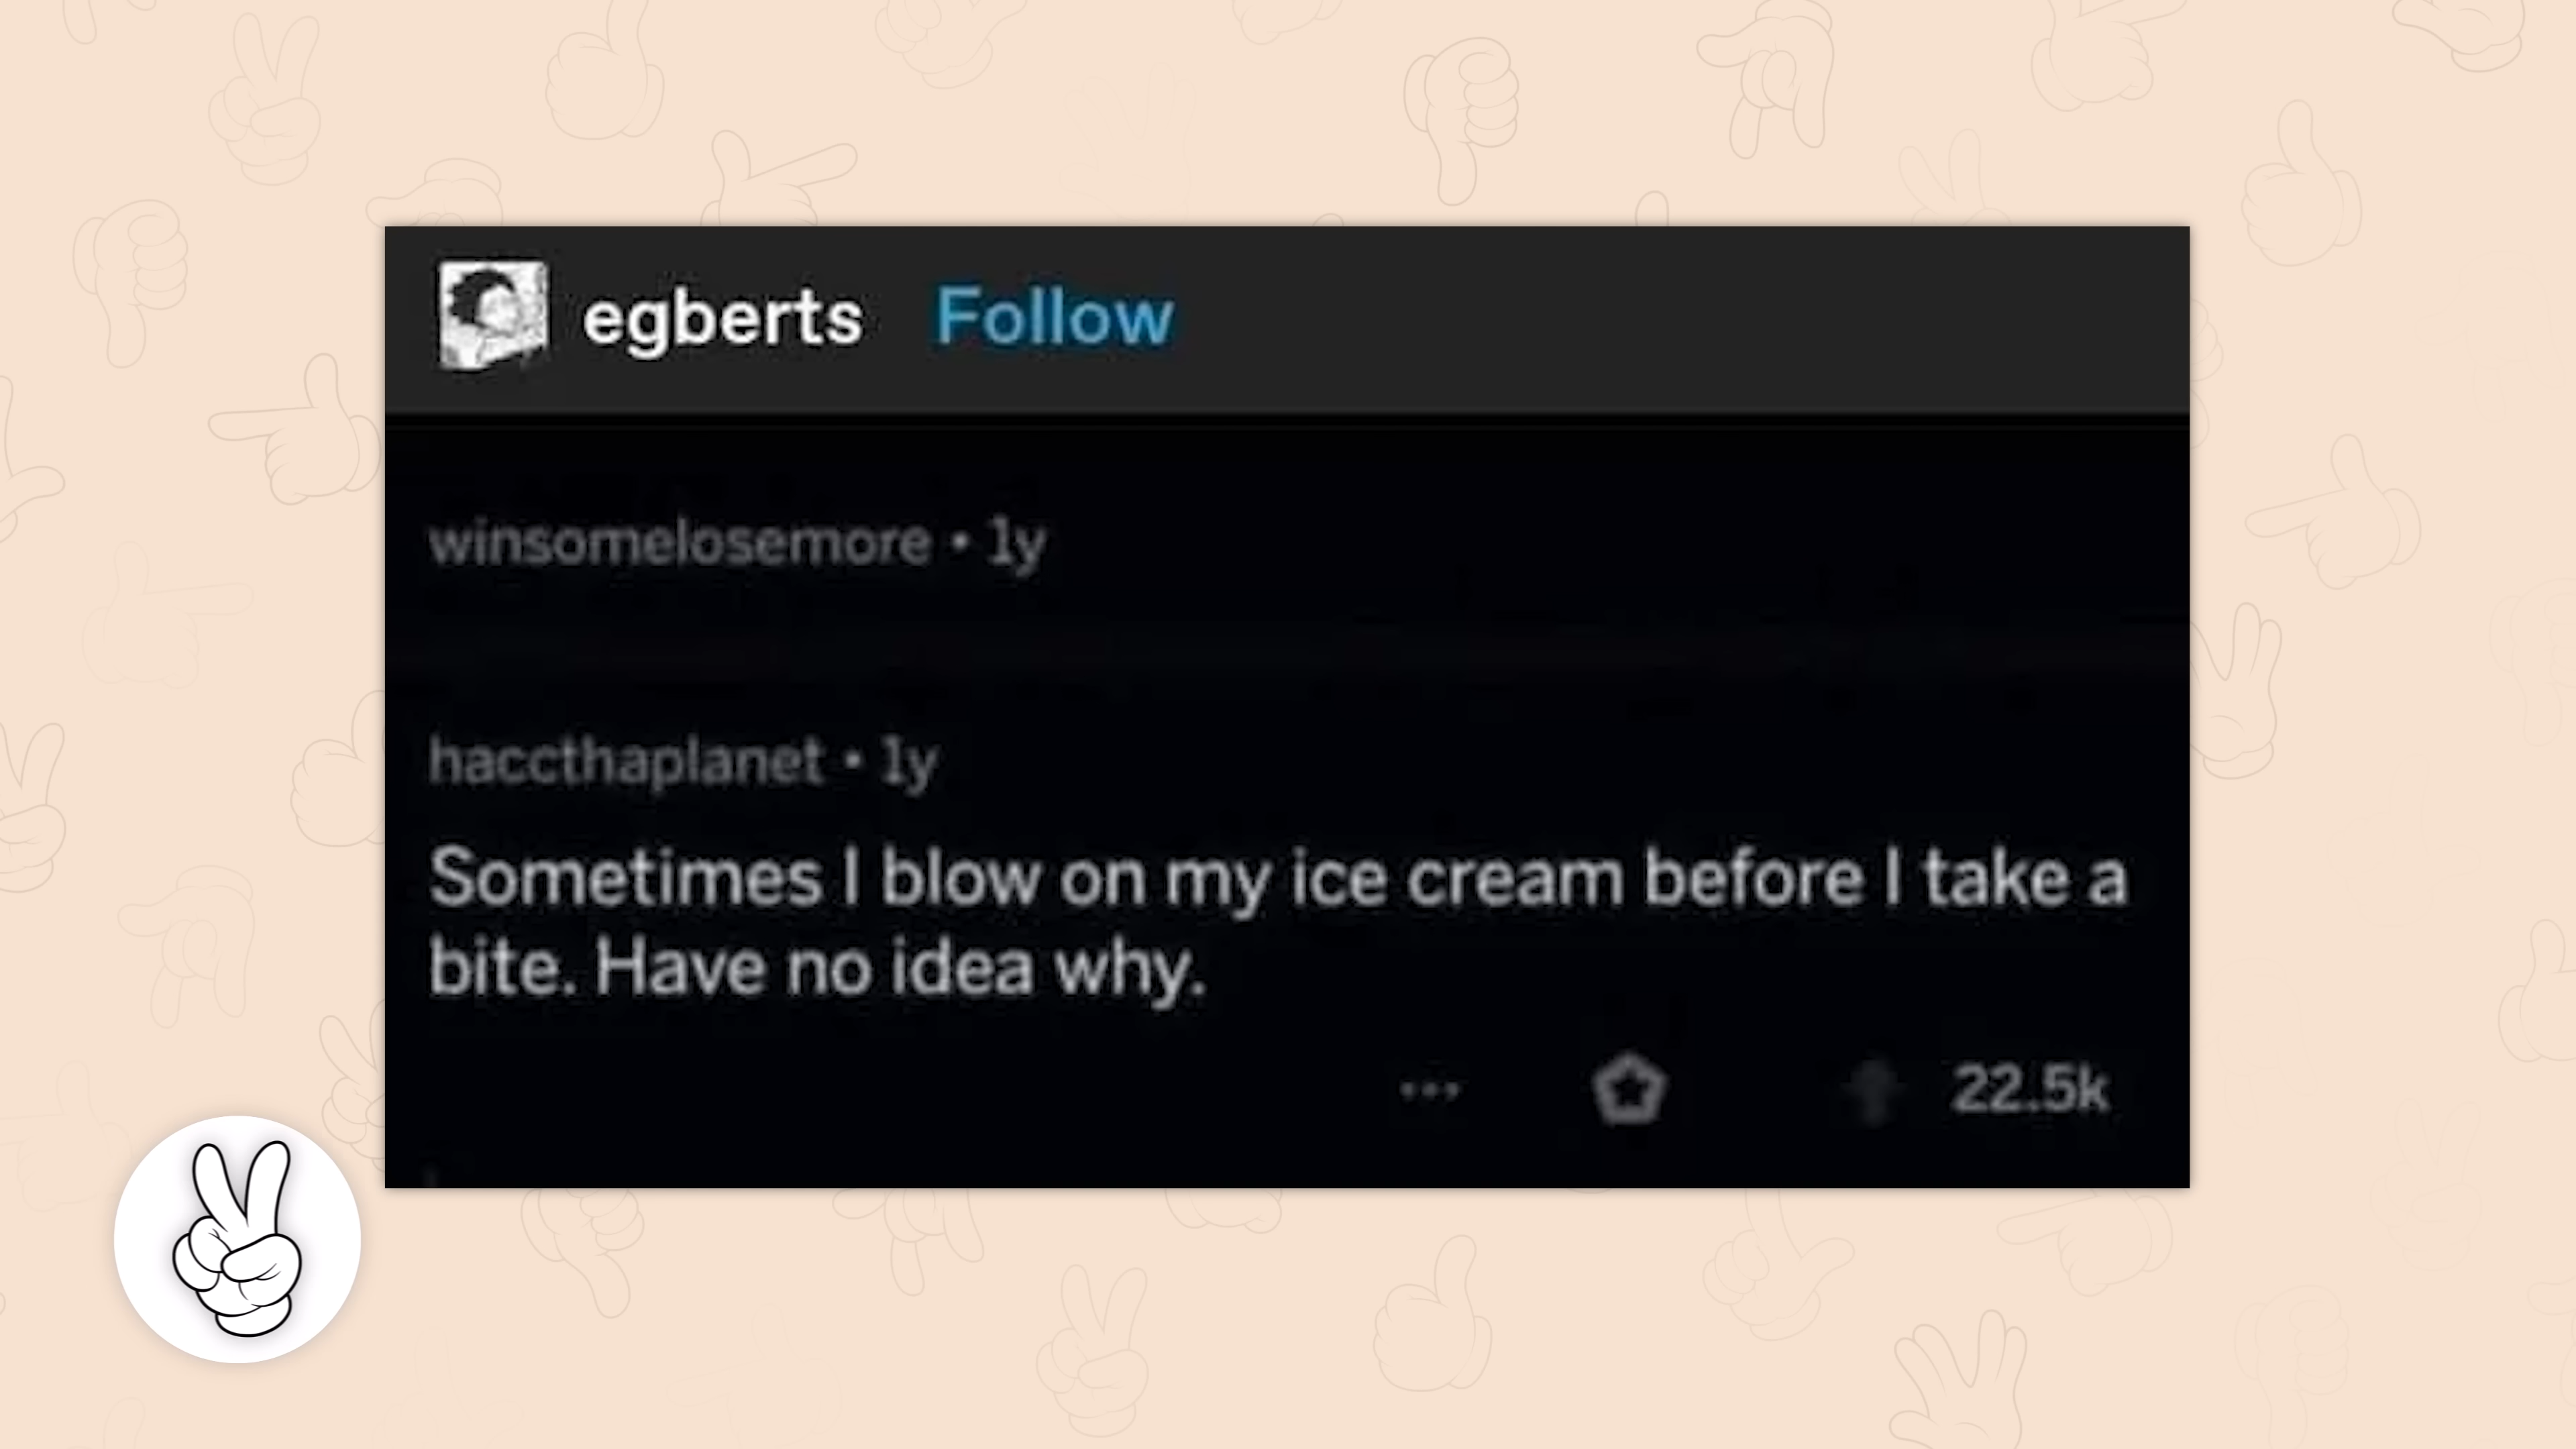 egberts Follow
winsomelosemore • 1y
haccthaplanet • 1y
Sometimes I blow on my ice cream before I take a
bite. Have no idea why.
... 22.5k